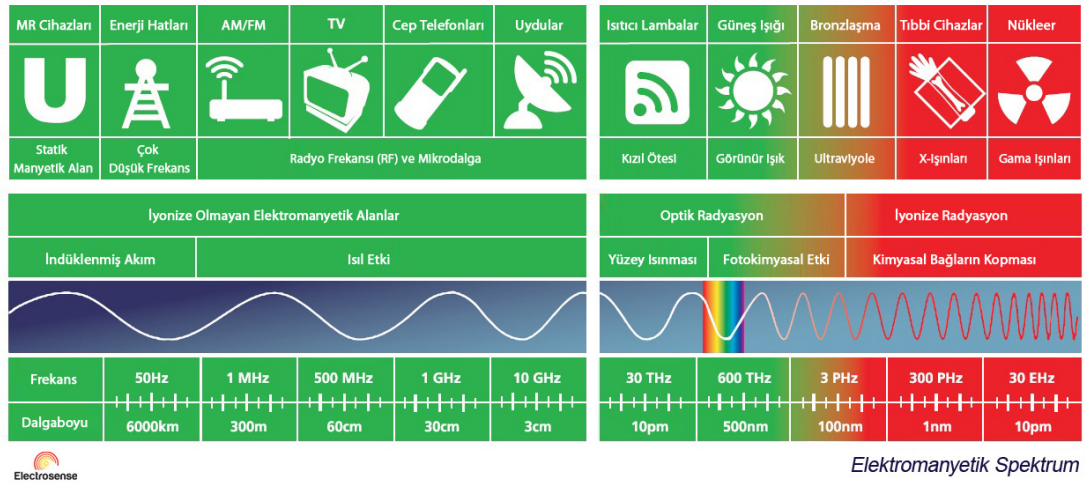 MR Cihazları Enerji Hatları AM/FM TV Cep Telefonları Uydular Isıtıcı Lambalar Güneş Işığı Bronzlaşma Tıbbi Cihazlar Nükleer
Statik Manyetik Alan
Çok Düşük Frekans
Radyo Frekansı (RF) ve Mikrodalga
Kızıl Ötesi Görünür Işık Ultraviyole X-Işınları Gama Işınları
İyonize Olmayan Elektromanyetik Alanlar Optik Radyasyon İyonize Radyasyon
İndüklenmiş Akım Isıl Etki Yüzey Isınması Fotokimyasal Etki Kimyasal Bağların Kopması
Frekans 50Hz 1 MHz 500 MHz 1 GHz 10 GHz 30 THz 600 THz 3 PHz 300 PHz 30 EHz
Dalgaboyu 6000km 300m 60cm 30cm 3cm 10pm 500nm 100nm 1nm 10pm
Electrosense
Elektromanyetik Spektrum